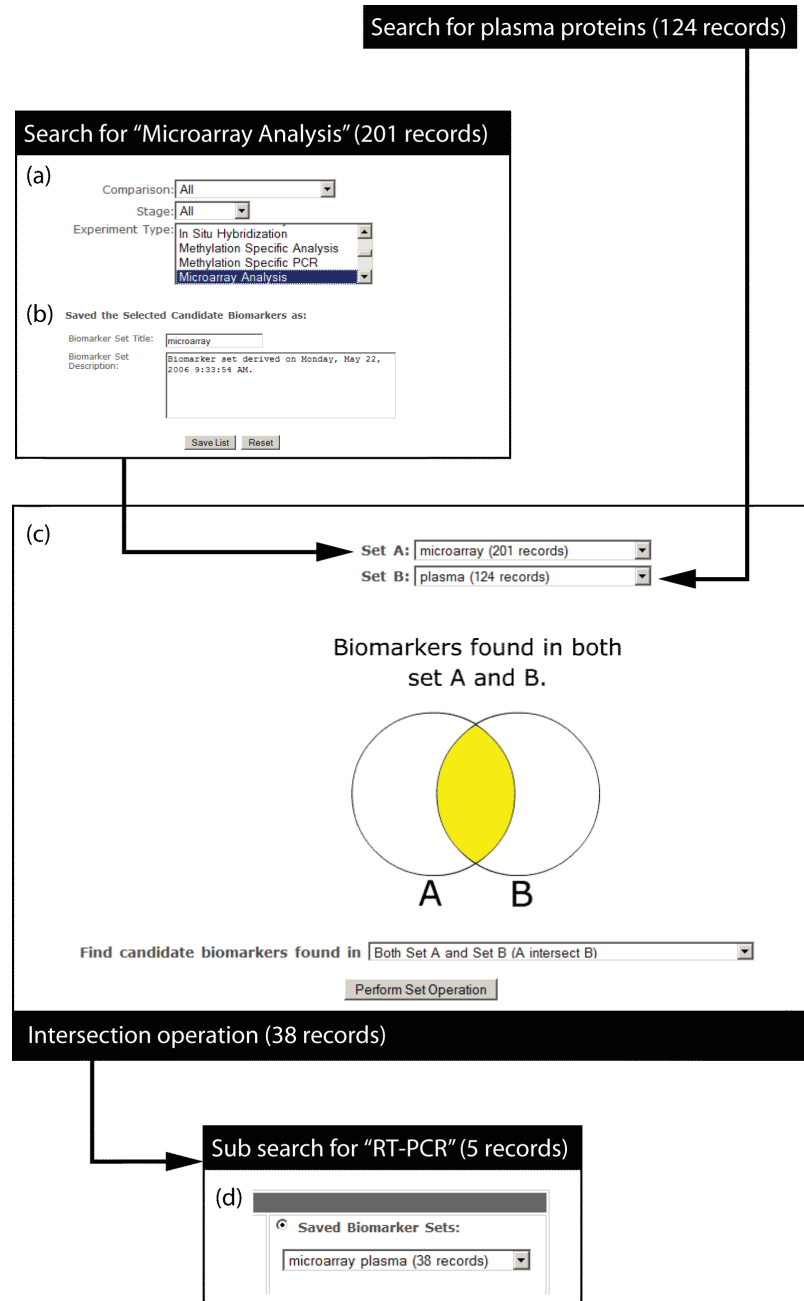 Search for plasma proteins (124 records)
Search for “Microarray Analysis” (201 records)
(a)
Comparison: All
Stage: All
Experiment Type:
In Situ Hybridization
Methylation Specific Analysis
Methylation Specific PCR
Microarray Analysis
(b)
Saved the Selected Candidate Biomarkers as:
Biomarker Set Title: microarray
Biomarker Set
Description:
Biomarker set derived on Monday, May 22,
2006 9:33:54 AM.
Save List Reset
(c)
Set A: microarray (201 records)
Set B: plasma (124 records)
Biomarkers found in both
set A and B.
A B
Find candidate biomarkers found in Both Set A and Set B (A intersect B)
Perform Set Operation
Intersection operation (38 records)
Sub search for “RT-PCR” (5 records)
(d)
Saved Biomarker Sets:
microarray plasma (38 records)